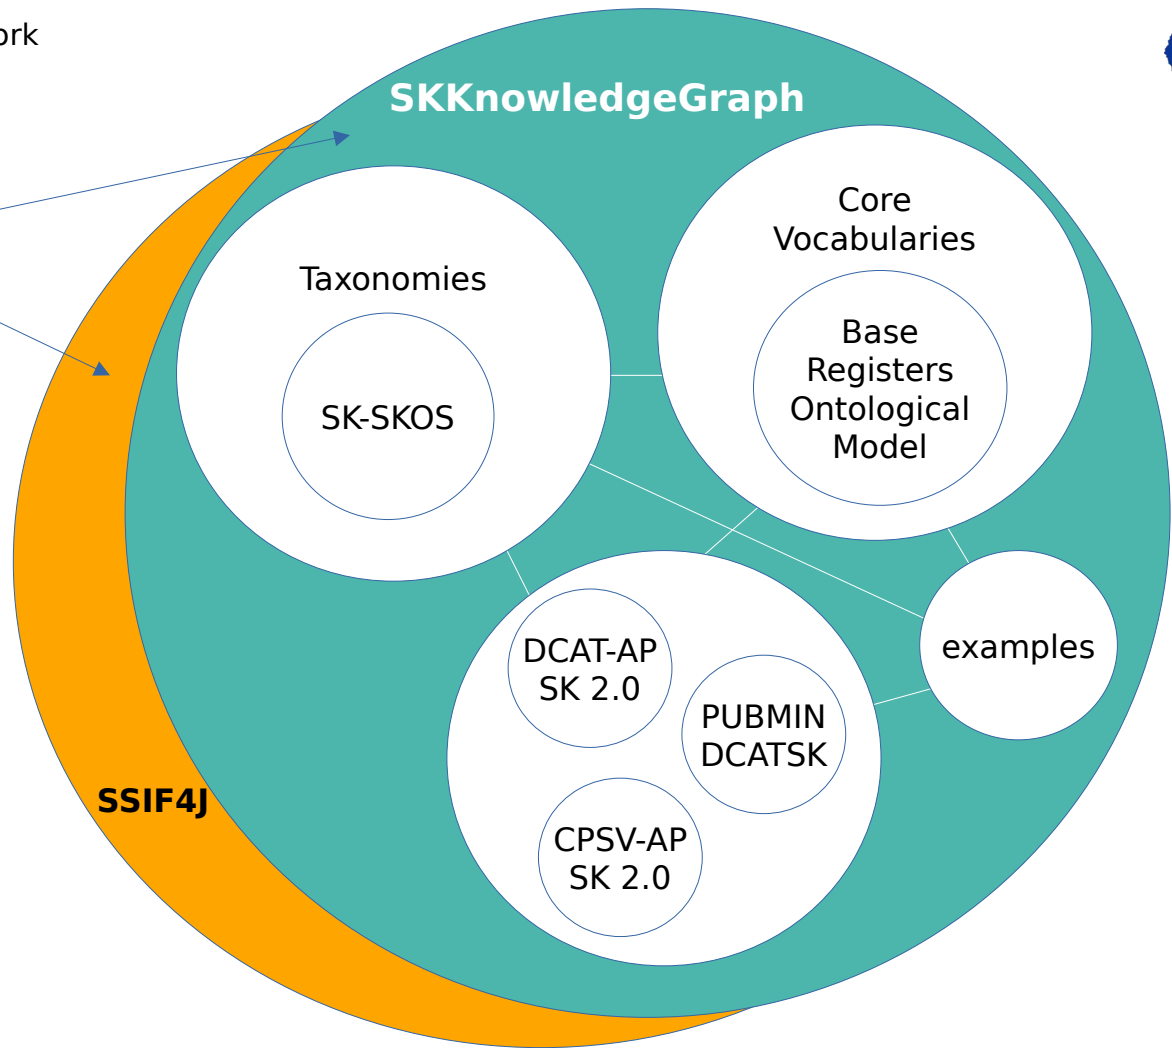 ork
SKKnowledgeGraph
Core
Vocabularies
Taxonomies
Base
Registers
Ontological
Model
SK-SKOS
DCAT-AP
SK 2.0
PUBMIN
DCATSK
examples
CPSV-AP
SK 2.0
SSIF4J